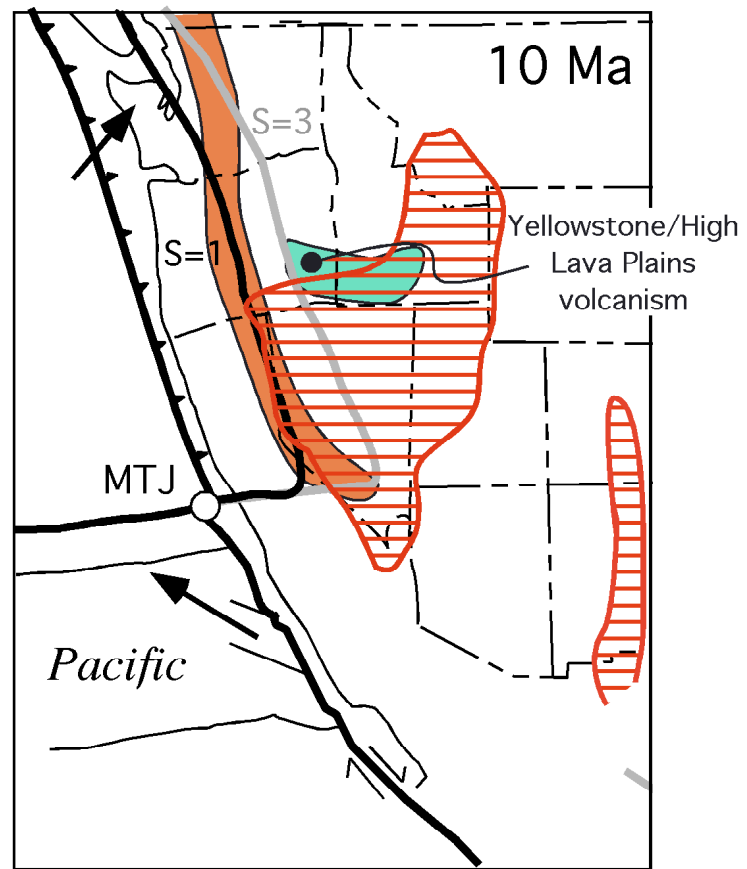 10 Ma
S=3
Yellowstone/High
Lava Plains
volcanism
S=1
MTJ
Pacific